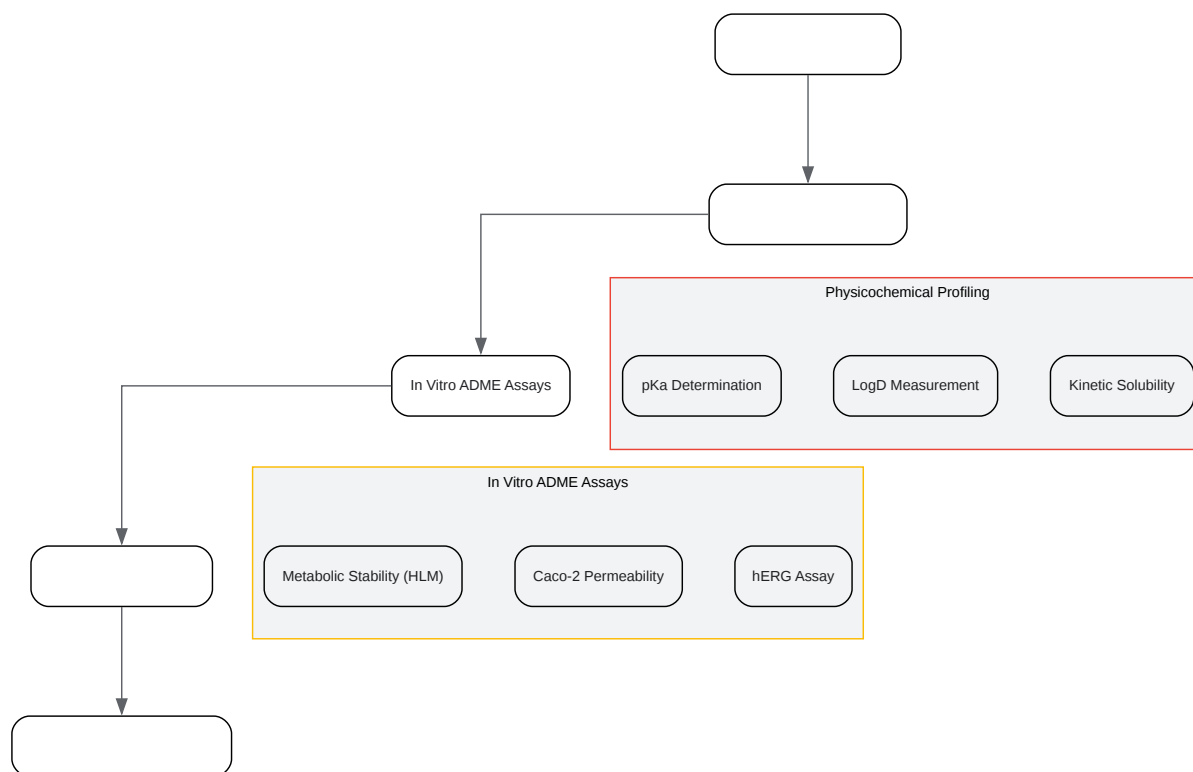 Physicochemical Profiling
In Vitro ADME Assays
pKa Determination
LogD Measurement
Kinetic Solubility
In Vitro ADME Assays
Metabolic Stability (HLM)
Caco-2 Permeability
hERG Assay